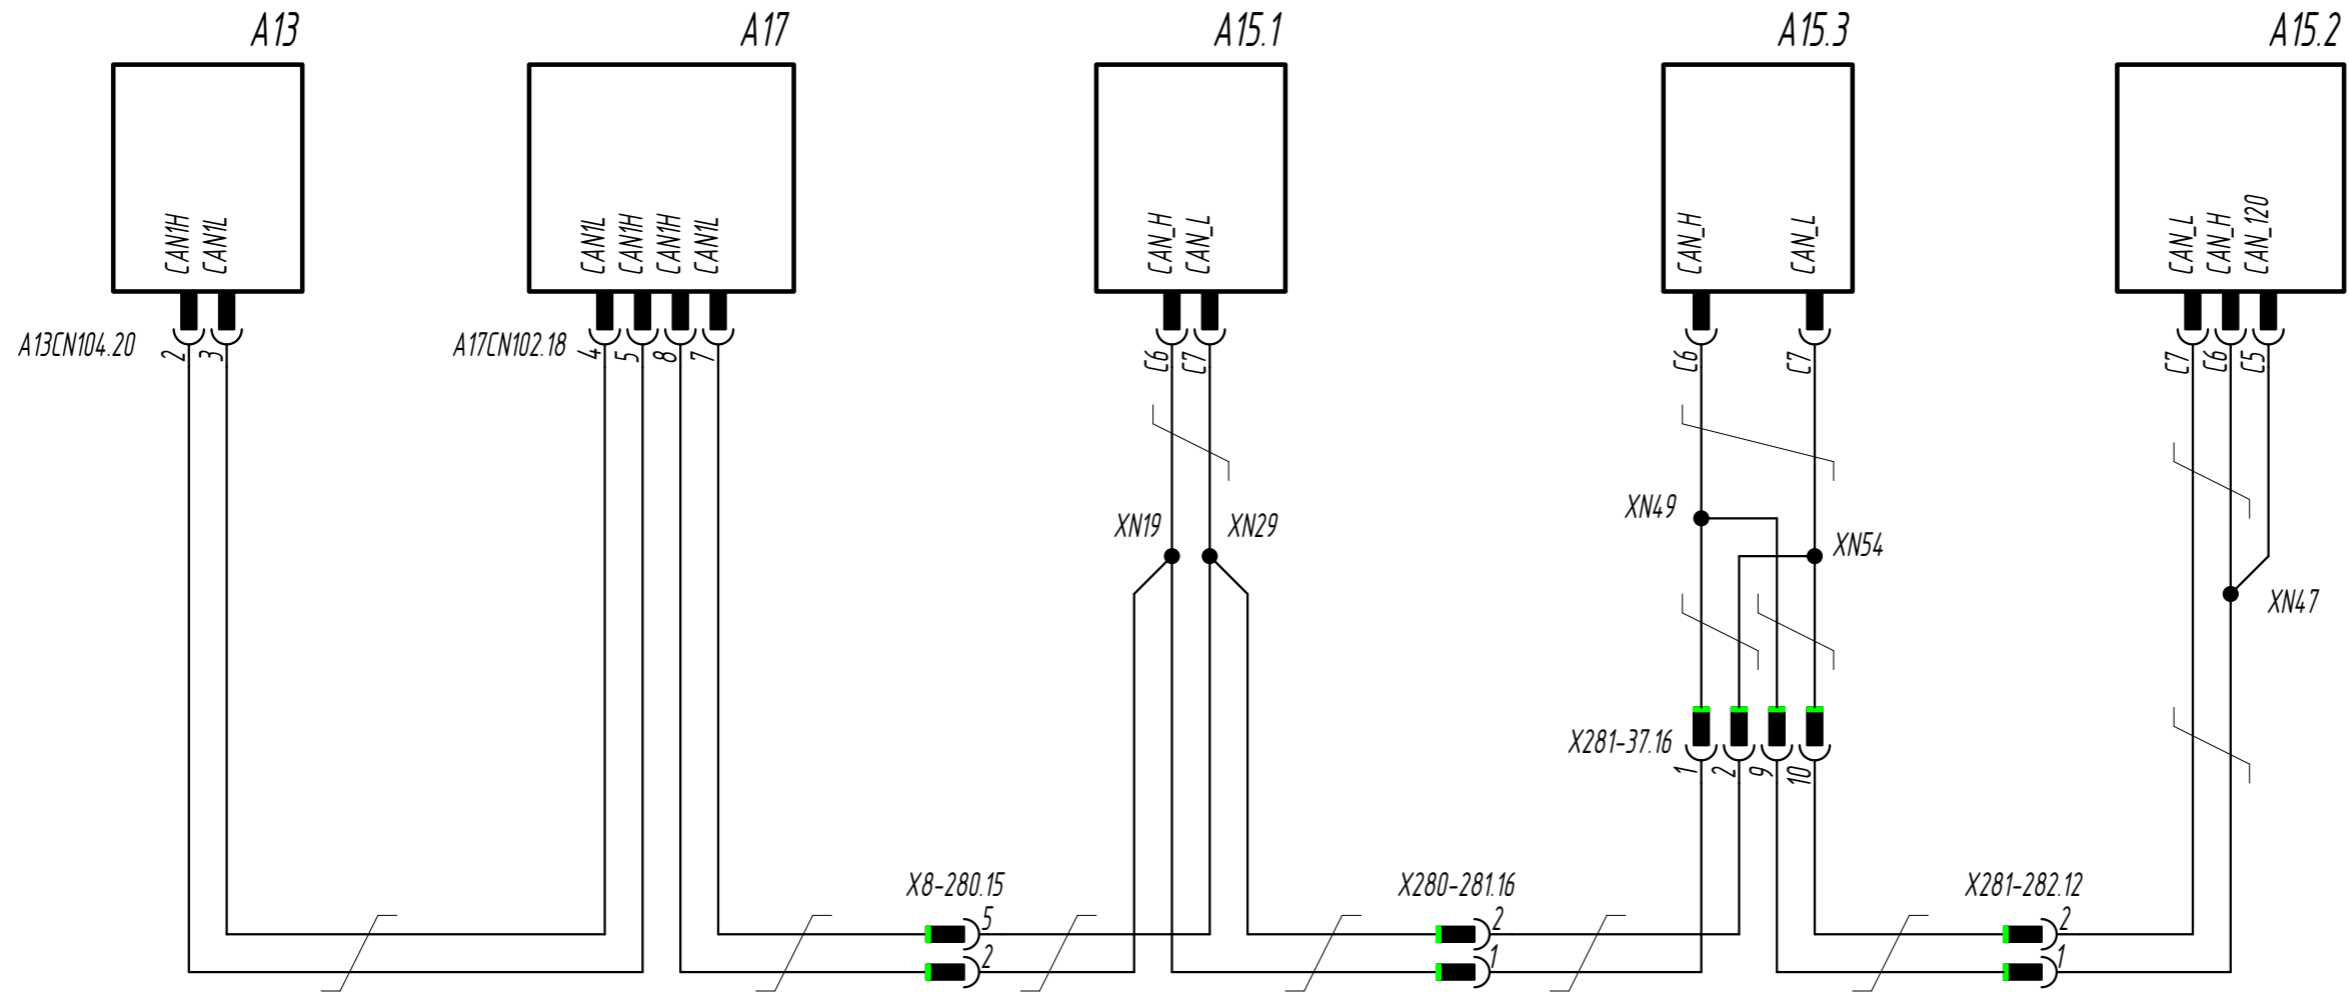 A13
A17
A15.1
A15.3
A15.2
CAN1H
CAN1L
CAN1L
CAN1H
CAN1H
CAN1L
CAN_H
CAN_L
CAN_H
CAN_L
CAN_L
CAN_H
CAN_120
A13CN104.20
2
3
A17CN102.18
4
5
8
7
C6
C7
C6
C7
C7
C6
C5
XN19
XN29
XN49
XN54
XN47
X281-37.16
1
2
9
10
X8-280.15
5
2
X280-281.16
2
1
X281-282.12
2
1